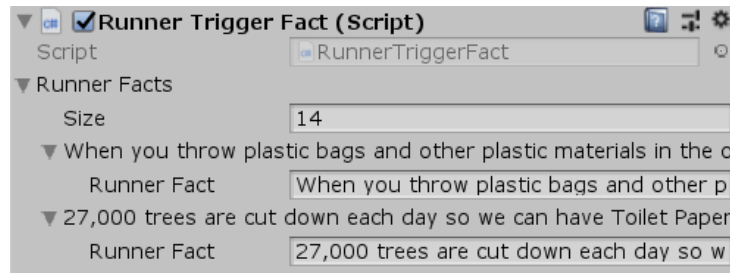 Runner Trigger Fact (Script)
Script RunnerTriggerFact
Runner Facts
Size 14
When you throw plastic bags and other plastic materials in the
Runner Fact When you throw plastic bags and other p
27,000 trees are cut down each day so we can have Toilet Paper
Runner Fact 27,000 trees are cut down each day so w